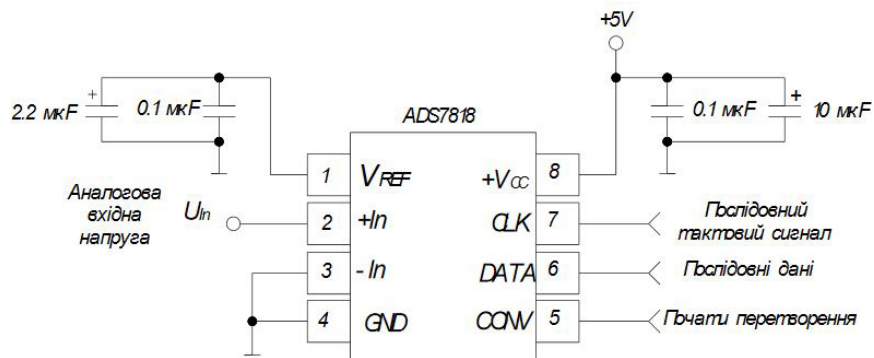 +5V
2.2 мкF
+
0.1 мкF
ADS7818
0.1 мкF
+
10 мкF
1
VREF
+VCC
8
Аналогова
вхідна
напруга
UIn
2
+In
CLK
7
Послідовний
тактовий сигнал
3
- In
DATA
6
Послідовні дані
4
GND
CONV
5
Почати перетворення